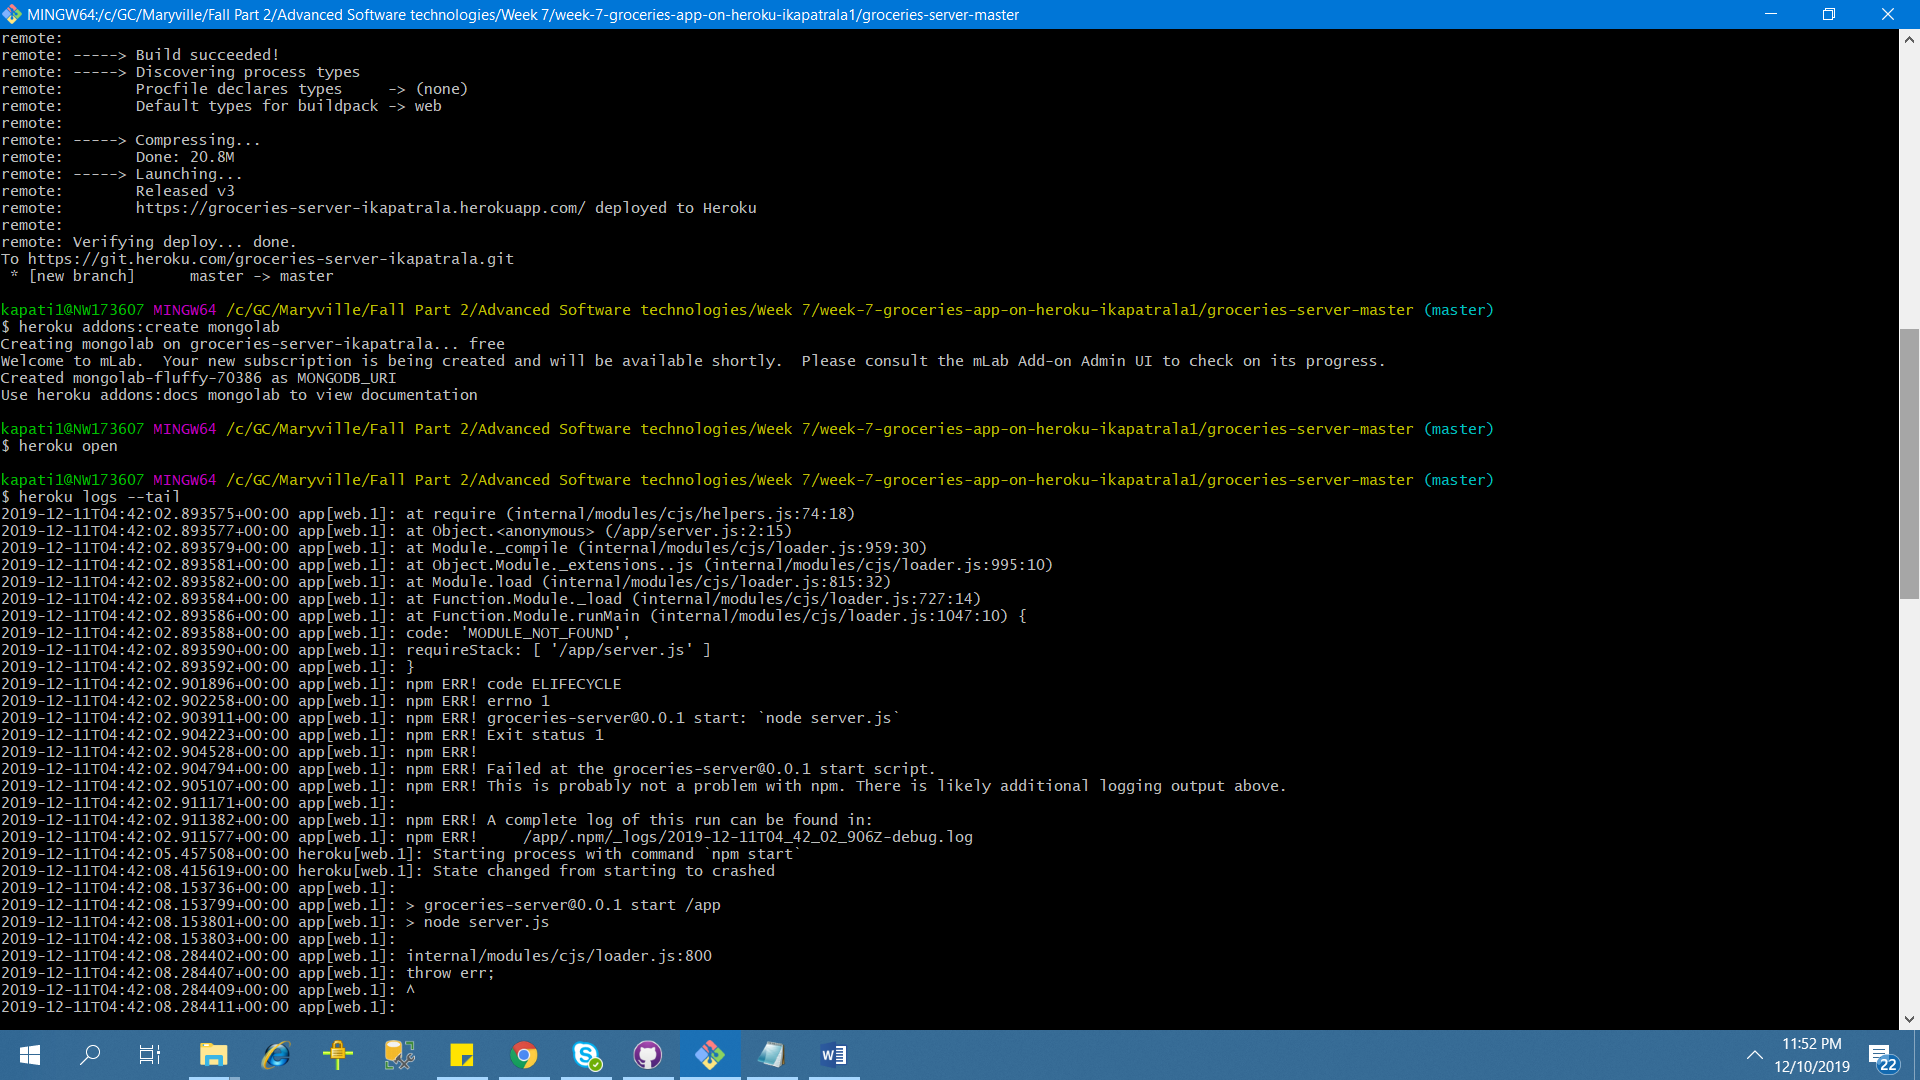 MINGW64:/c/GC/Maryville/Fall Part 2/Advanced Software technologies/Week 7/week-7-groceries-app-on-heroku-ikapatrala1/groceries-server-master
remote:
remote: -----> Build succeeded!
remote: -----> Discovering process types
remote:        Procfile declares types     -> (none)
remote:        Default types for buildpack -> web
remote:
remote: -----> Compressing...
remote:        Done: 20.8M
remote: -----> Launching...
remote:        Released v3
remote:        https://groceries-server-ikapatrala.herokuapp.com/ deployed to Heroku
remote:
remote: Verifying deploy... done.
To https://git.heroku.com/groceries-server-ikapatrala.git
 * [new branch]      master -> master
kapati1@NW173607 MINGW64 /c/GC/Maryville/Fall Part 2/Advanced Software technologies/Week 7/week-7-groceries-app-on-heroku-ikapatrala1/groceries-server-master (master)
$ heroku addons:create mongolab
Creating mongolab on groceries-server-ikapatrala... free
Welcome to mLab.  Your new subscription is being created and will be available shortly.  Please consult the mLab Add-on Admin UI to check on its progress.
Created mongolab-fluffy-70386 as MONGODB_URI
Use heroku addons:docs mongolab to view documentation
kapati1@NW173607 MINGW64 /c/GC/Maryville/Fall Part 2/Advanced Software technologies/Week 7/week-7-groceries-app-on-heroku-ikapatrala1/groceries-server-master (master)
$ heroku open
kapati1@NW173607 MINGW64 /c/GC/Maryville/Fall Part 2/Advanced Software technologies/Week 7/week-7-groceries-app-on-heroku-ikapatrala1/groceries-server-master (master)
$ heroku logs --tail
2019-12-11T04:42:02.893575+00:00 app[web.1]: at require (internal/modules/cjs/helpers.js:74:18)
2019-12-11T04:42:02.893577+00:00 app[web.1]: at Object.<anonymous> (/app/server.js:2:15)
2019-12-11T04:42:02.893579+00:00 app[web.1]: at Module._compile (internal/modules/cjs/loader.js:959:30)
2019-12-11T04:42:02.893581+00:00 app[web.1]: at Object.Module._extensions..js (internal/modules/cjs/loader.js:995:10)
2019-12-11T04:42:02.893582+00:00 app[web.1]: at Module.load (internal/modules/cjs/loader.js:815:32)
2019-12-11T04:42:02.893584+00:00 app[web.1]: at Function.Module._load (internal/modules/cjs/loader.js:727:14)
2019-12-11T04:42:02.893586+00:00 app[web.1]: at Function.Module.runMain (internal/modules/cjs/loader.js:1047:10) {
2019-12-11T04:42:02.893588+00:00 app[web.1]: code: 'MODULE_NOT_FOUND',
2019-12-11T04:42:02.893590+00:00 app[web.1]: requireStack: [ '/app/server.js' ]
2019-12-11T04:42:02.893592+00:00 app[web.1]: }
2019-12-11T04:42:02.901896+00:00 app[web.1]: npm ERR! code ELIFECYCLE
2019-12-11T04:42:02.902258+00:00 app[web.1]: npm ERR! errno 1
2019-12-11T04:42:02.903911+00:00 app[web.1]: npm ERR! groceries-server@0.0.1 start: `node server.js`
2019-12-11T04:42:02.904223+00:00 app[web.1]: npm ERR! Exit status 1
2019-12-11T04:42:02.904528+00:00 app[web.1]: npm ERR!
2019-12-11T04:42:02.904794+00:00 app[web.1]: npm ERR! Failed at the groceries-server@0.0.1 start script.
2019-12-11T04:42:02.905107+00:00 app[web.1]: npm ERR! This is probably not a problem with npm. There is likely additional logging output above.
2019-12-11T04:42:02.911171+00:00 app[web.1]:
2019-12-11T04:42:02.911382+00:00 app[web.1]: npm ERR! A complete log of this run can be found in:
2019-12-11T04:42:02.911577+00:00 app[web.1]: npm ERR!     /app/.npm/_logs/2019-12-11T04_42_02_906Z-debug.log
2019-12-11T04:42:05.457508+00:00 heroku[web.1]: Starting process with command `npm start`
2019-12-11T04:42:08.415619+00:00 heroku[web.1]: State changed from starting to crashed
2019-12-11T04:42:08.153736+00:00 app[web.1]:
2019-12-11T04:42:08.153799+00:00 app[web.1]: > groceries-server@0.0.1 start /app
2019-12-11T04:42:08.153801+00:00 app[web.1]: > node server.js
2019-12-11T04:42:08.153803+00:00 app[web.1]:
2019-12-11T04:42:08.284402+00:00 app[web.1]: internal/modules/cjs/loader.js:800
2019-12-11T04:42:08.284407+00:00 app[web.1]: throw err;
2019-12-11T04:42:08.284409+00:00 app[web.1]: ^
2019-12-11T04:42:08.284411+00:00 app[web.1]:
11:52 PM
12/10/2019
22